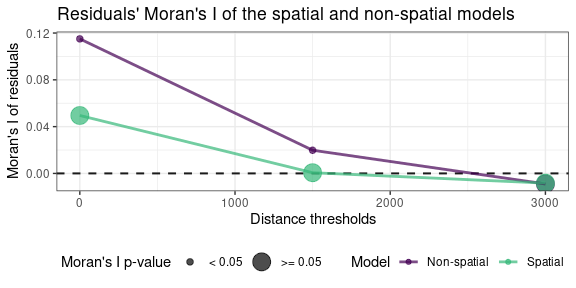 Residuals' Moran's I of the spatial and non-spatial models
Moran's I of residuals
0.12
0.08
0.04
0.00
0 1000 2000 3000
Distance thresholds
Moran's I p-value < 0.05 >= 0.05 Model Non-spatial Spatial